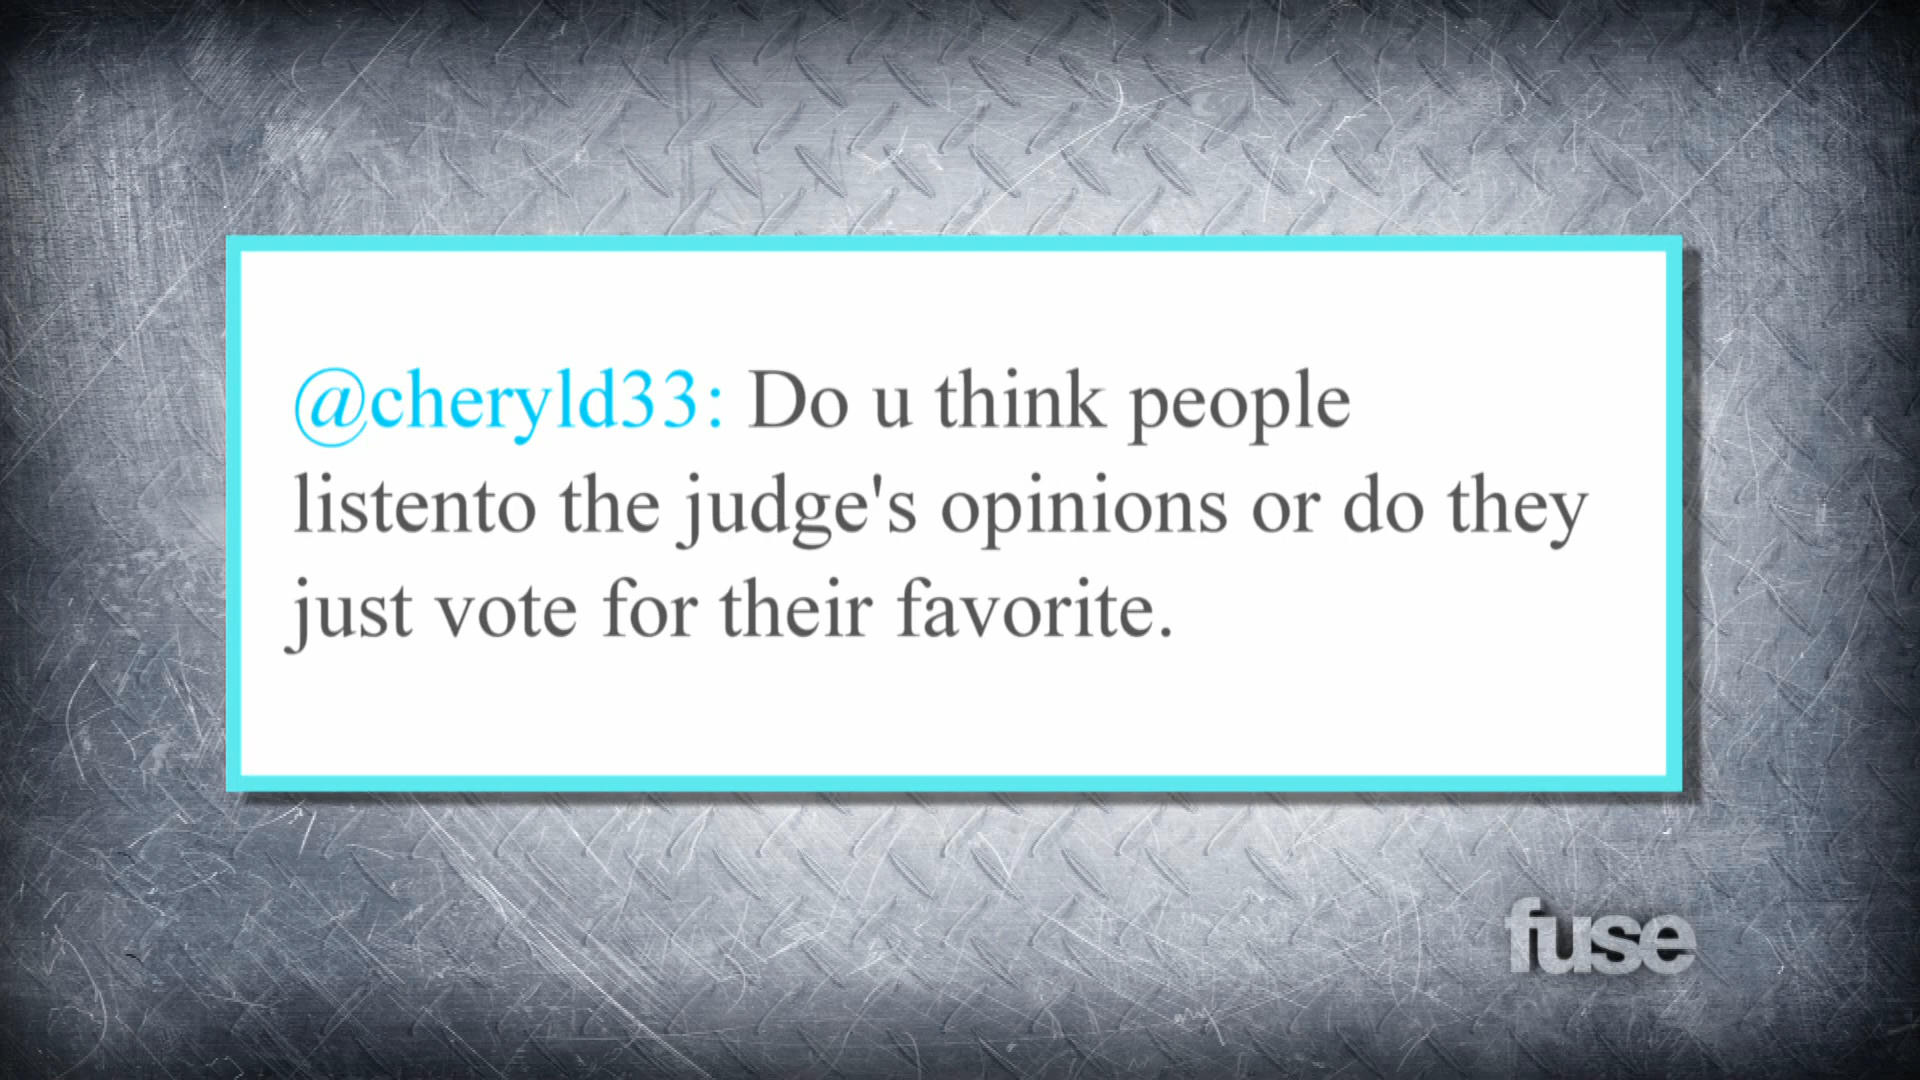 @cheryld33: Do u think people
listento the judge's opinions or do they
just vote for their favorite.
fuse